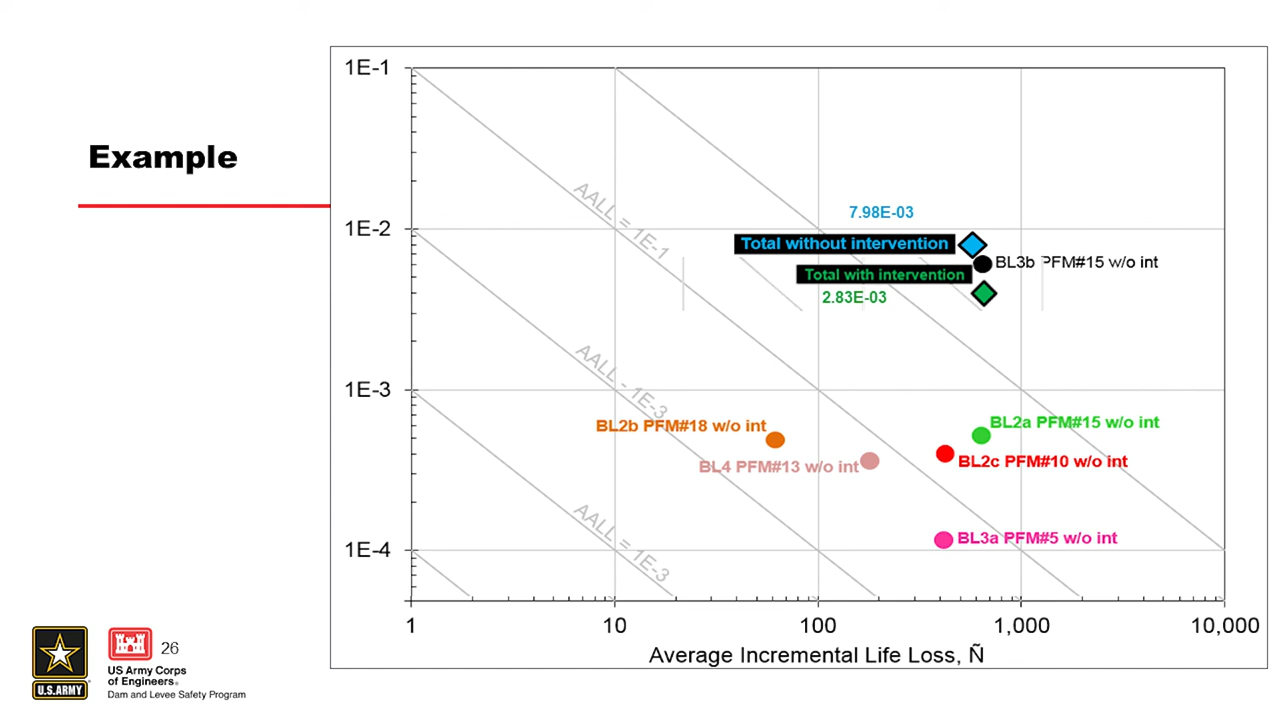 Example
1E-1
1E-2
1E-3
1E-4
AALL = 1E-1
AALL - 1E-3
AALL = 1E-3
7.98E-03
Total without intervention
BL3b PFM#15 w/o int
Total with intervention
2.83E-03
BL2a PFM#15 w/o int
BL2b PFM#18 w/o int
BL4 PFM#13 w/o int
BL2c PFM#10 w/o int
BL3a PFM#5 w/o int
1 10 100 1,000 10,000
Average Incremental Life Loss, Ñ
U.S.ARMY
26
US Army Corps
of Engineers®
Dam and Levee Safety Program